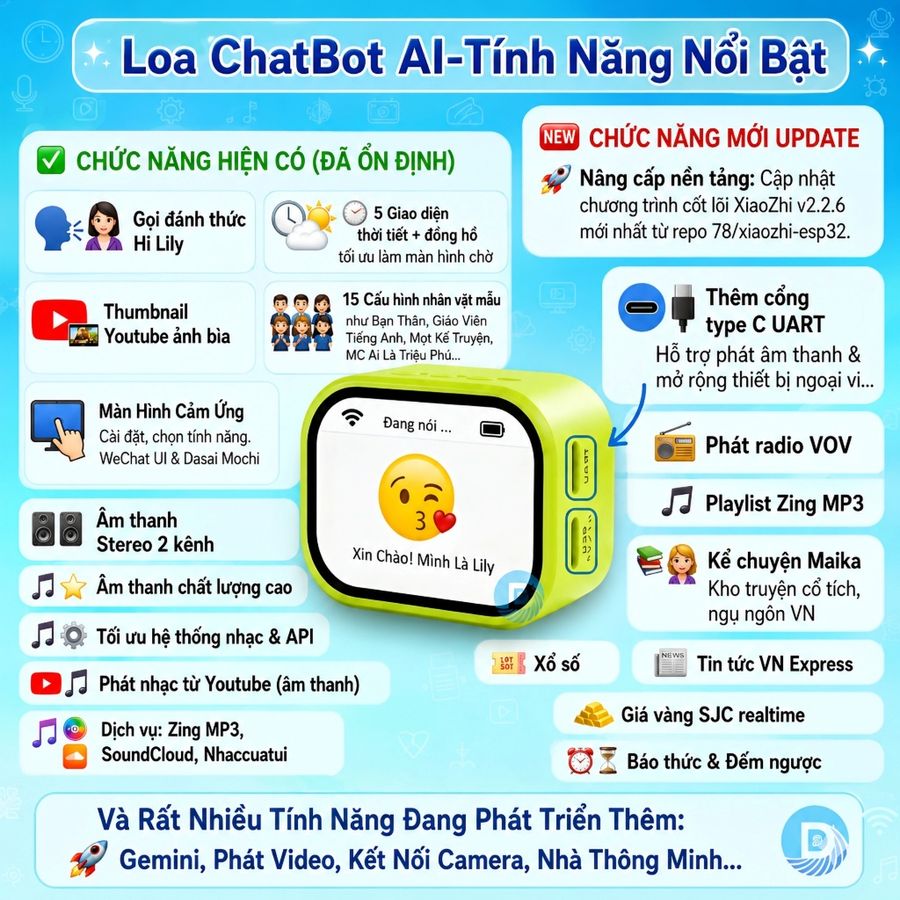 Loa ChatBot AI-Tính Năng Nổi Bật
CHỨC NĂNG HIỆN CÓ (ĐÃ ỔN ĐỊNH)
Gọi đánh thức
Hi Lily
5 Giao diện
thời tiết + đồng hồ
tối ưu làm màn hình chờ
Thumbnail
Youtube ảnh bìa
15 Cấu hình nhân vật mẫu
như Bạn Thân, Giáo Viên
Tiếng Anh, Mọt Kể Truyện,
MC Ai Là Triệu Phú...
Màn Hình Cảm Ứng
Cài đặt, chọn tính năng.
WeChat UI & Dasai Mochi
Âm thanh
Stereo 2 kênh
Âm thanh chất lượng cao
Tối ưu hệ thống nhạc & API
Phát nhạc từ Youtube (âm thanh)
Dịch vụ: Zing MP3,
SoundCloud, Nhaccuatui
Đang nói ...
Xin Chào! Mình Là Lily
UART
D
NEW CHỨC NĂNG MỚI UPDATE
Nâng cấp nền tảng: Cập nhật
chương trình cốt lõi XiaoZhi v2.2.6
mới nhất từ repo 78/xiaozhi-esp32.
Thêm cổng
type C UART
Hỗ trợ phát âm thanh &
mở rộng thiết bị ngoại vi...
Phát radio VOV
Playlist Zing MP3
Kể chuyện Maika
Kho truyện cổ tích,
ngụ ngôn VN
LOT
SOT
Xổ số
NEWS
Tin tức VN Express
Giá vàng SJC realtime
Báo thức & Đếm ngược
Và Rất Nhiều Tính Năng Đang Phát Triển Thêm:
Gemini, Phát Video, Kết Nối Camera, Nhà Thông Minh...
D